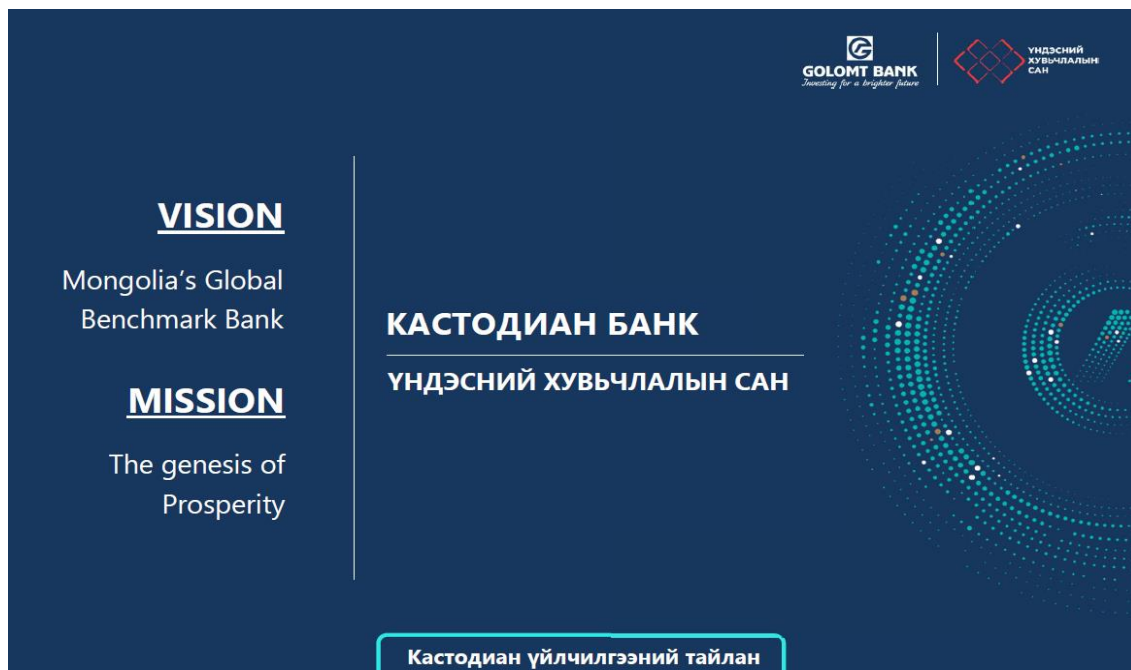 GOLOMT BANK
Investing for a brighter future
ҮНДЭСНИЙ
ХУВЬЧЛАЛЫН
САН
VISION
Mongolia’s Global
Benchmark Bank
MISSION
The genesis of
Prosperity
КАСТОДИАН БАНК
ҮНДЭСНИЙ ХУВЬЧЛАЛЫН САН
Кастодиан үйлчилгээний тайлан